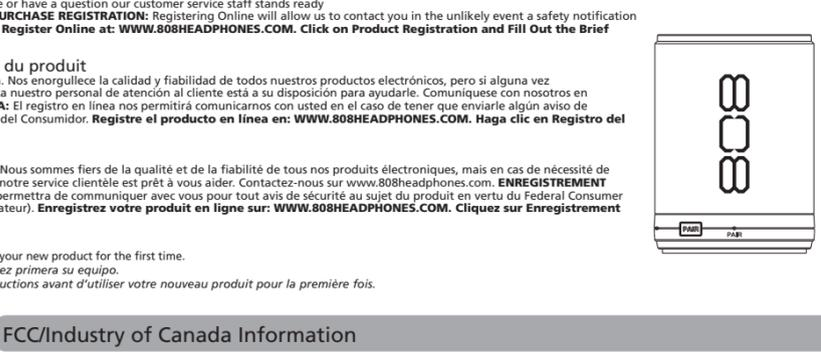 e or have a question our customer service staff stands ready
URCHASE REGISTRATION: Registering Online will allow us to contact you in the unlikely event a safety notification
Register Online at: WWW.808HEADPHONES.COM. Click on Product Registration and Fill Out the Brief
du produit
. Nos enorgullece la calidad y fiabilidad de todos nuestros productos electrónicos, pero si alguna vez
a nuestro personal de atención al cliente está a su disposición para ayudarle. Comuníquese con nosotros en
A: El registro en línea nos permitirá comunicarnos con usted en el caso de tener que enviarle algún aviso de
del Consumidor. Registre el producto en línea en: WWW.808HEADPHONES.COM. Haga clic en Registro del
Nous sommes fiers de la qualité et de la fiabilité de tous nos produits électroniques, mais en cas de nécessité de
notre service clientèle est prêt à vous aider. Contactez-nous sur www.808headphones.com. ENREGISTREMENT
permettra de communiquer avec vous pour tout avis de sécurité au sujet du produit en vertu du Federal Consumer
ateur). Enregistrez votre produit en ligne sur: WWW.808HEADPHONES.COM. Cliquez sur Enregistrement
your new product for the first time.
ez primera su equipo.
uctions avant d'utiliser votre nouveau produit pour la première fois.
808
PAIR
PAIR
FCC/Industry of Canada Information